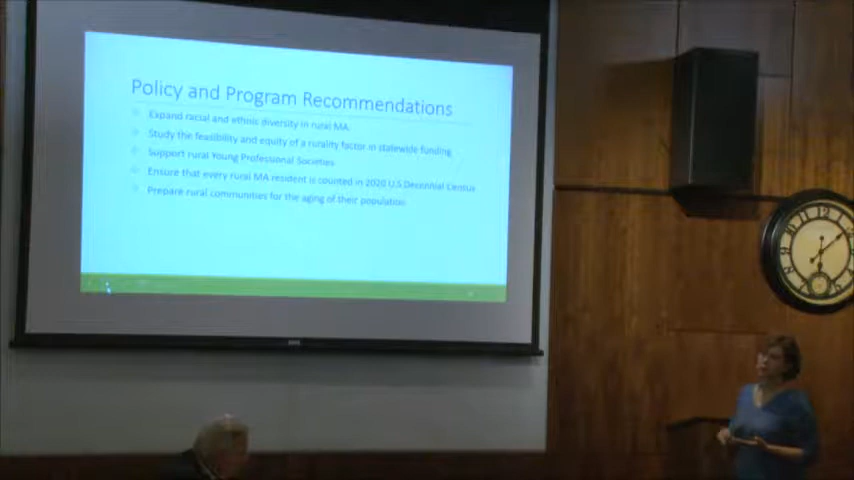 Policy and Program Recommendations
Expand racial and ethnic diversity in rural MA.
Study the feasibility and equity of a rurality factor in statewide funding
Support rural Young Professional Societies
Ensure that every rural MA resident is counted in 2020 U.S Decennial Census
Prepare rural communities for the aging of their population